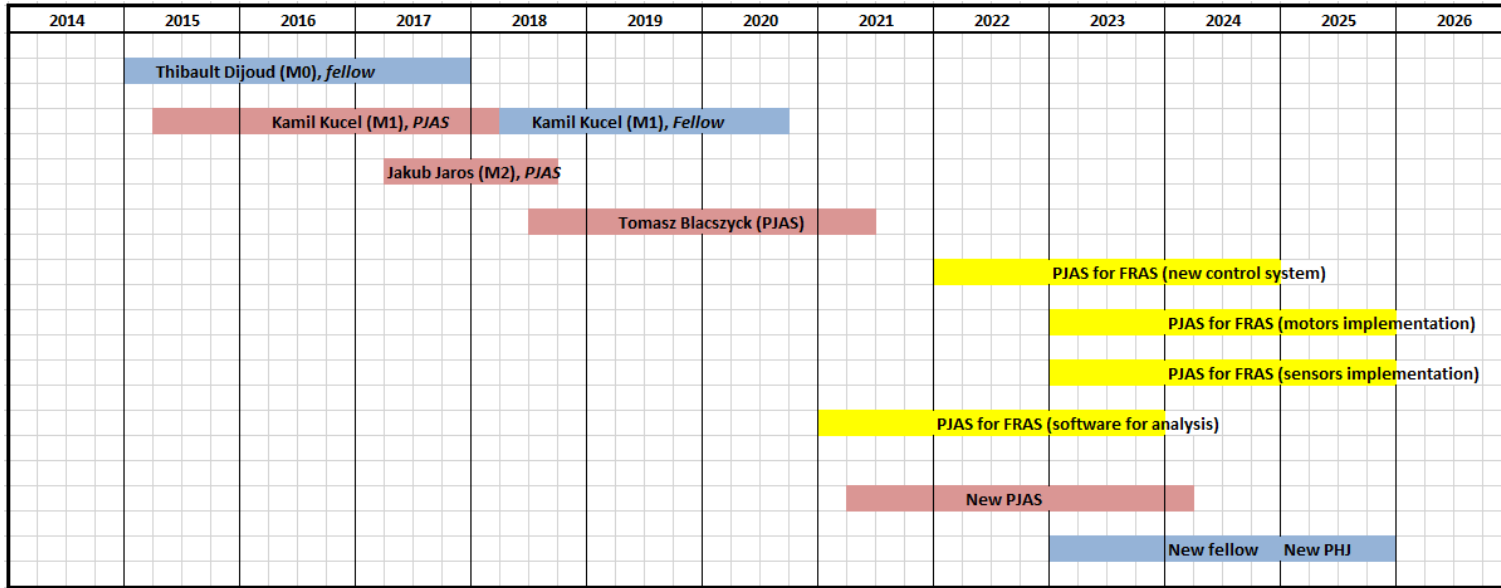 2014 2015 2016 2017 2018 2019 2020 2021 2022 2023 2024 2025 2026
Thibault Dijoud (M0), fellow
Kamil Kucel (M1), PJAS Kamil Kucel (M1), Fellow
Jakub Jaros (M2), PJAS
Tomasz Blacszyck (PJAS)
PJAS for FRAS (new control system)
PJAS for FRAS (motors implementation)
PJAS for FRAS (sensors implementation)
PJAS for FRAS (software for analysis)
New PJAS
New fellow New PHJ